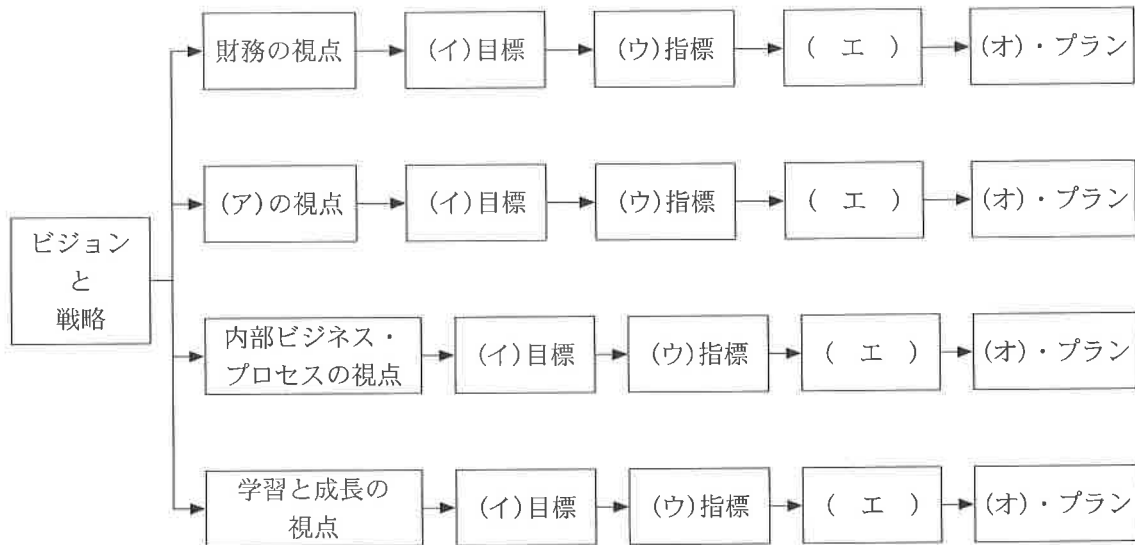 財務の視点
(イ)目標
(ウ)指標
( エ )
(オ)・プラン
(ア)の視点
(イ)目標
(ウ)指標
( エ )
(オ)・プラン
ビジョン
と
戦略
内部ビジネス・
プロセスの視点
(イ)目標
(ウ)指標
( エ )
(オ)・プラン
学習と成長の
視点
(イ)目標
(ウ)指標
( エ )
(オ)・プラン